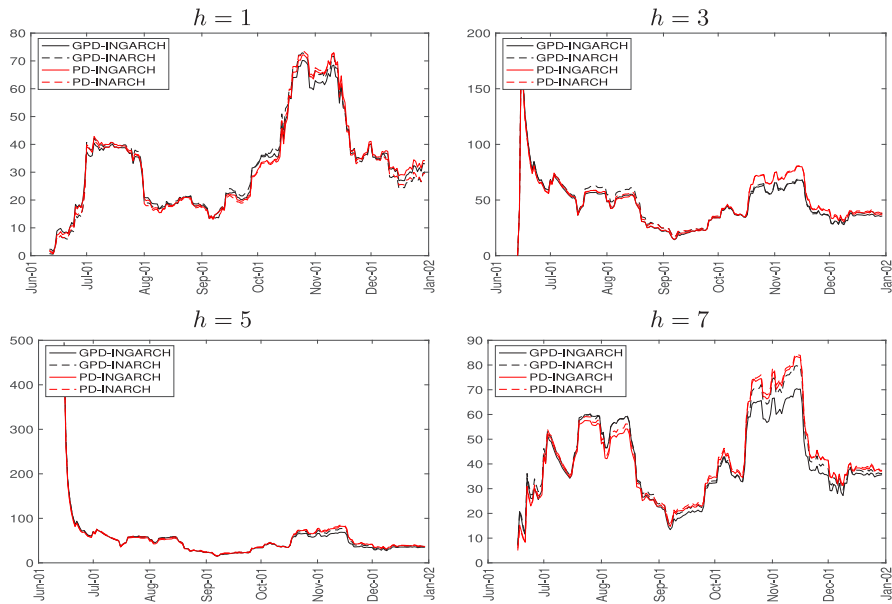 h = 1
80
70
60
50
40
30
20
10
0
GPD-INGARCH
GPD-INARCH
PD-INGARCH
PD-INARCH
Jun-01
Jul-01
Aug-01
Sep-01
Oct-01
Nov-01
Dec-01
Jan-02
h = 3
200
150
100
50
0
GPD-INGARCH
GPD-INARCH
PD-INGARCH
PD-INARCH
Jun-01
Jul-01
Aug-01
Sep-01
Oct-01
Nov-01
Dec-01
Jan-02
h = 5
500
400
300
200
100
0
GPD-INGARCH
GPD-INARCH
PD-INGARCH
PD-INARCH
Jun-01
Jul-01
Aug-01
Sep-01
Oct-01
Nov-01
Dec-01
Jan-02
h = 7
90
80
70
60
50
40
30
20
10
0
GPD-INGARCH
GPD-INARCH
PD-INGARCH
PD-INARCH
Jun-01
Jul-01
Aug-01
Sep-01
Oct-01
Nov-01
Dec-01
Jan-02